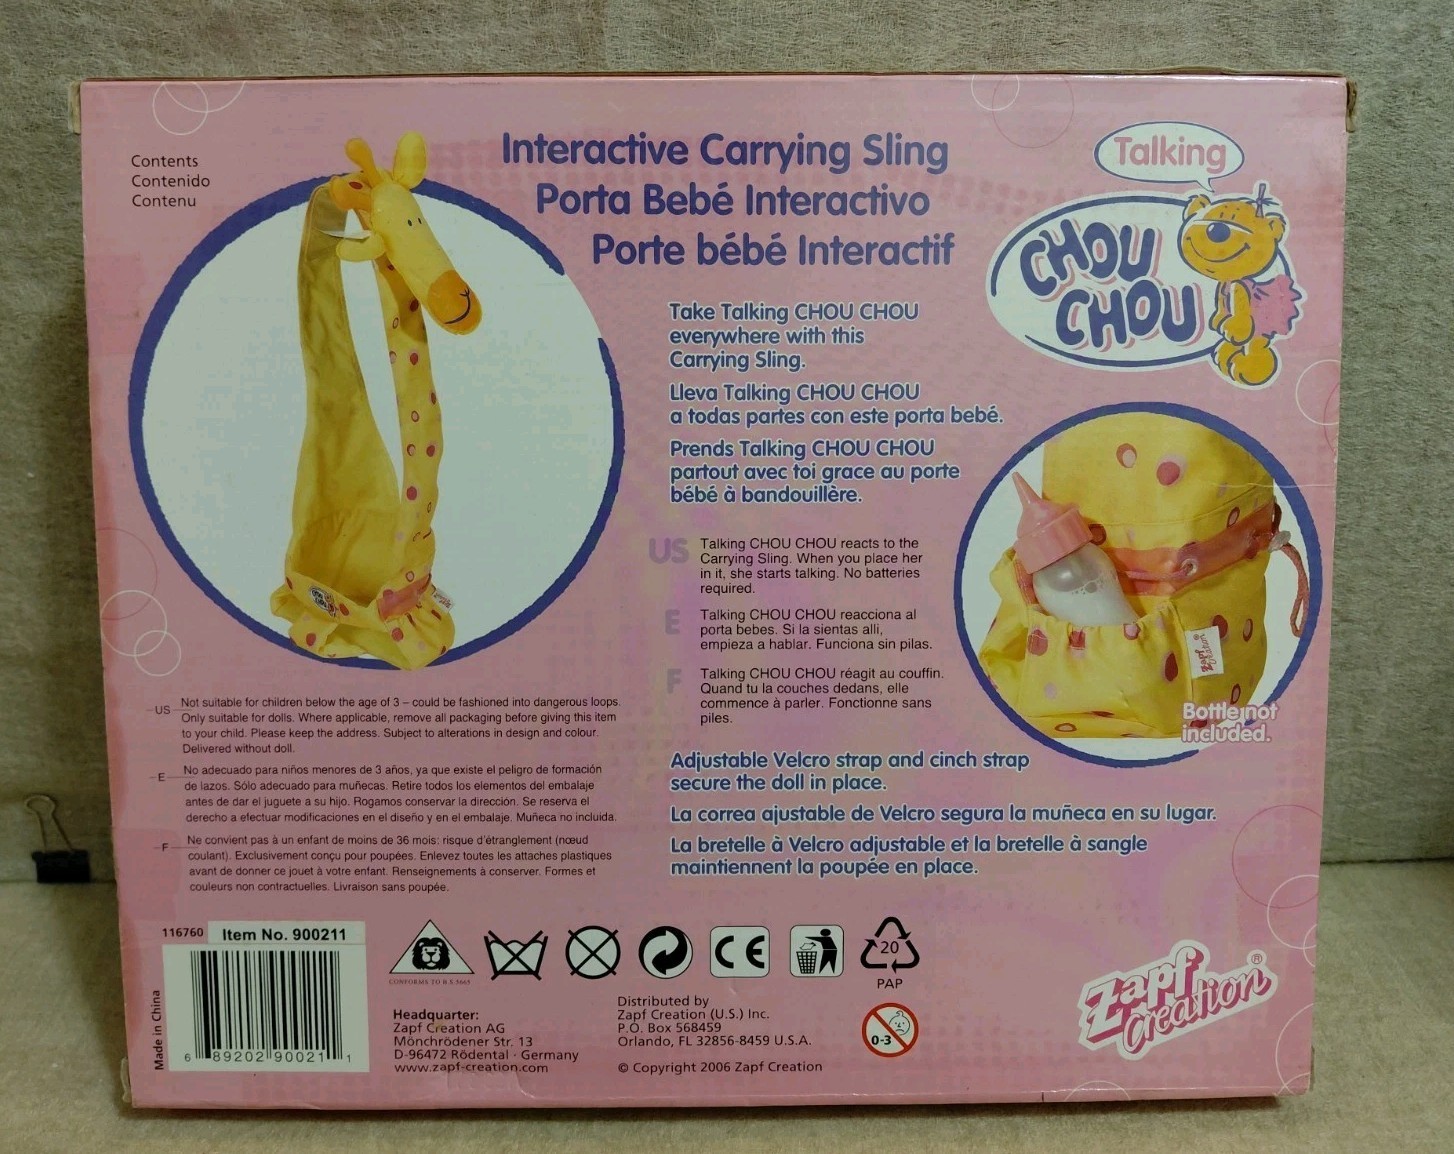 Contents
Contenido
Contenu
Interactive Carrying Sling
Porta Bebé Interactivo
Porte bébé Interactif
Talking
CHOU
CHOU
Take Talking CHOU CHOU
everywhere with this
Carrying Sling.
Lleva Talking CHOU CHOU
a todas partes con este porta bebé.
Prends Talking CHOU CHOU
partout avec toi grace au porte
bébé à bandouillère.
US
Talking CHOU CHOU reacts to the
Carrying Sling. When you place her
in it, she starts talking. No batteries
required.
E
Talking CHOU CHOU reacciona al
porta bebes. Si la sientas alli,
empieza a hablar. Funciona sin pilas.
F
Talking CHOU CHOU réagit au couffin.
Quand tu la couches dedans, elle
commence à parler. Fonctionne sans
piles.
Zapf
Creation
Bottle not
included.
US
Not suitable for children below the age of 3 – could be fashioned into dangerous loops.
Only suitable for dolls. Where applicable, remove all packaging before giving this item
to your child. Please keep the address. Subject to alterations in design and colour.
Delivered without doll.
E
No adecuado para niños menores de 3 años, ya que existe el peligro de formación
de lazos. Sólo adecuado para muñecas. Retire todos los elementos del embalaje
antes de dar el juguete a su hijo. Rogamos conservar la dirección. Se reserva el
derecho a efectuar modificaciones en el diseño y en el embalaje. Muñeca no incluida.
F
Ne convient pas à un enfant de moins de 36 mois: risque d'étranglement (nœud
coulant). Exclusivement conçu pour poupées. Enlevez toutes les attaches plastiques
avant de donner ce jouet à votre enfant. Renseignements à conserver. Formes et
couleurs non contractuelles. Livraison sans poupée.
Adjustable Velcro strap and cinch strap
secure the doll in place.
La correa ajustable de Velcro segura la muñeca en su lugar.
La bretelle à Velcro adjustable et la bretelle à sangle
maintiennent la poupée en place.
116760
Item No. 900211
6 89202 90021 1
Made in China
CONFORMS TO B.S.5665
CE
20
PAP
Headquarter:
Zapf Creation AG
Mönchrödener Str. 13
D-96472 Rödental · Germany
www.zapf-creation.com
Distributed by
Zapf Creation (U.S.) Inc.
P.O. Box 568459
Orlando, FL 32856-8459 U.S.A.
© Copyright 2006 Zapf Creation
0-3
Zapf
Creation®